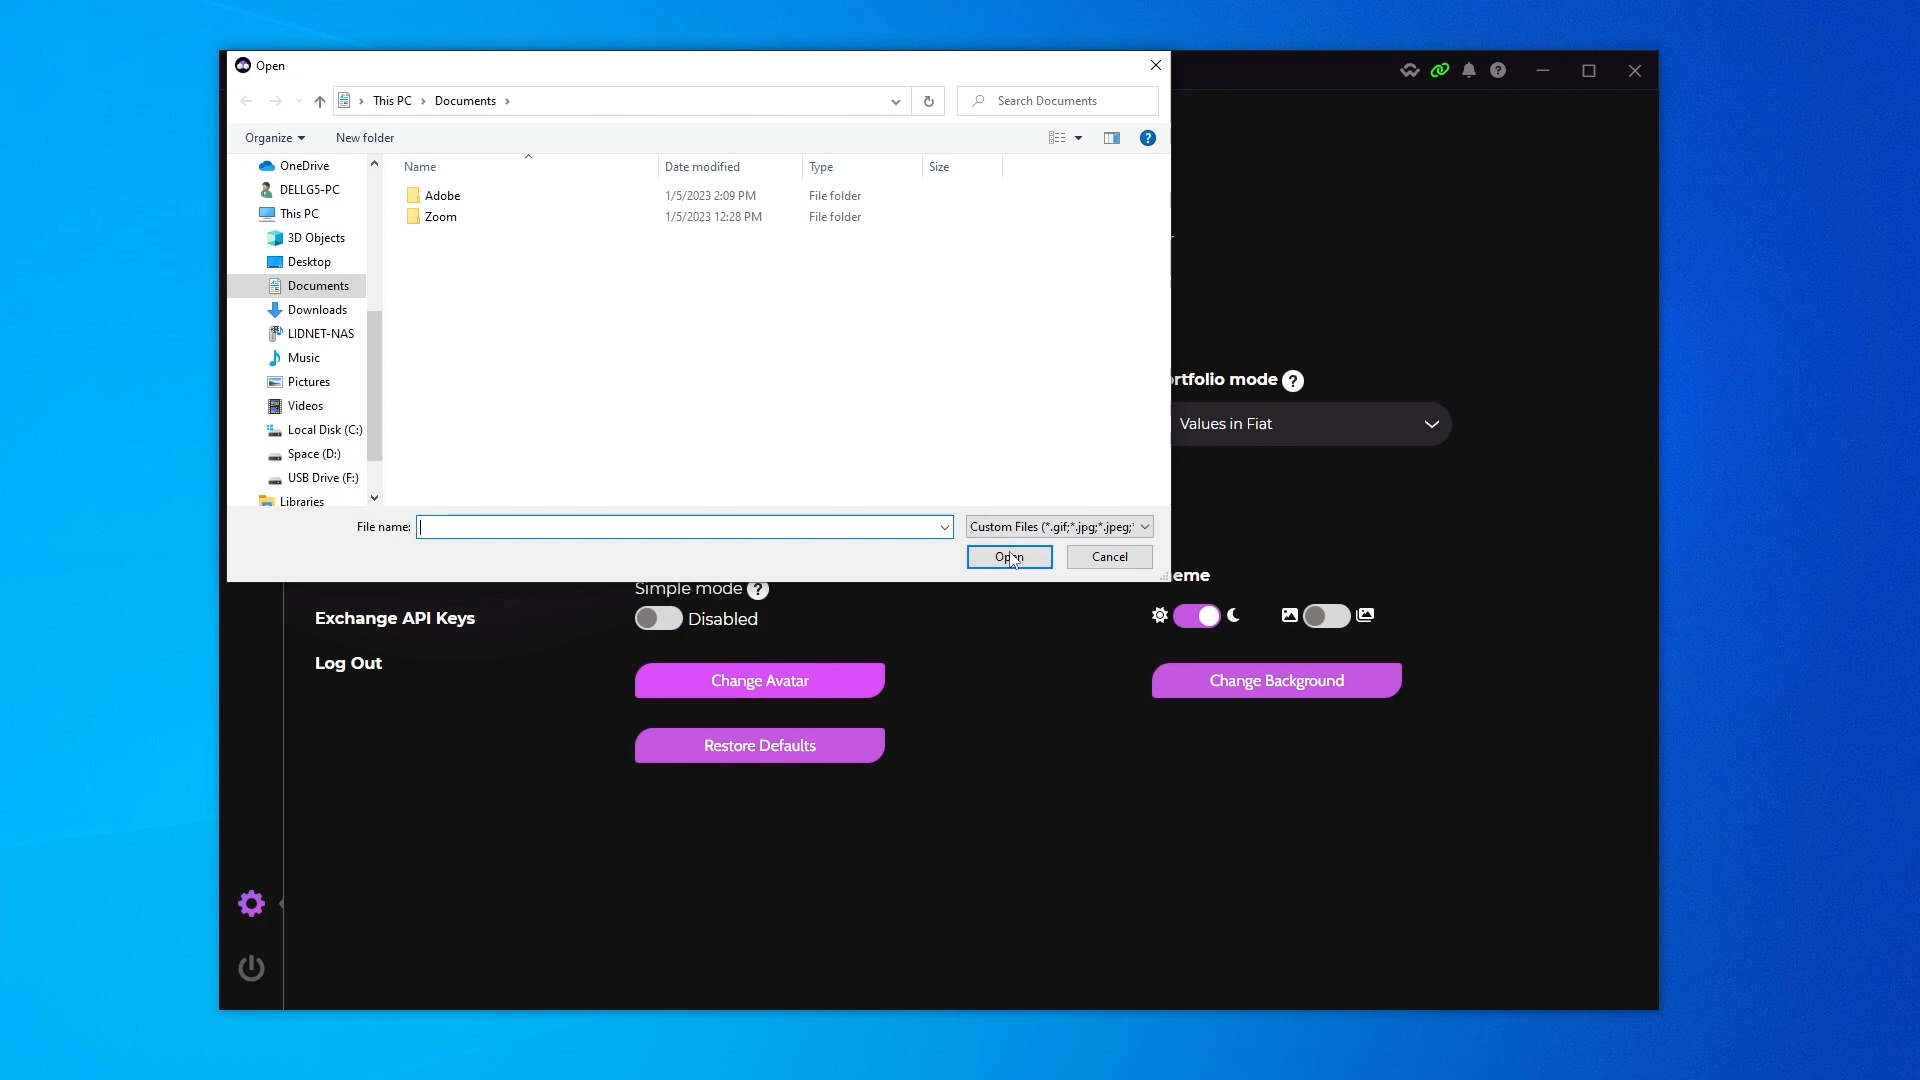 Open
This PC > Documents >
Search Documents
Organize
New folder
?
Name
Date modified
Type
Size
OneDrive
DELLG5-PC
This PC
3D Objects
Desktop
Documents
Downloads
LIDNET-NAS
Music
Pictures
Videos
Local Disk (C:)
Space (D:)
USB Drive (F:)
Libraries
Adobe 1/5/2023 2:09 PM File folder
Zoom 1/5/2023 12:28 PM File folder
File name:
Custom Files (*.gif;*.jpg;*.jpeg;*
Open
Cancel
?
rtfolio mode ?
Values in Fiat
Exchange API Keys
Log Out
Simple mode ?
Disabled
Change Avatar
Restore Defaults
eme
Change Background